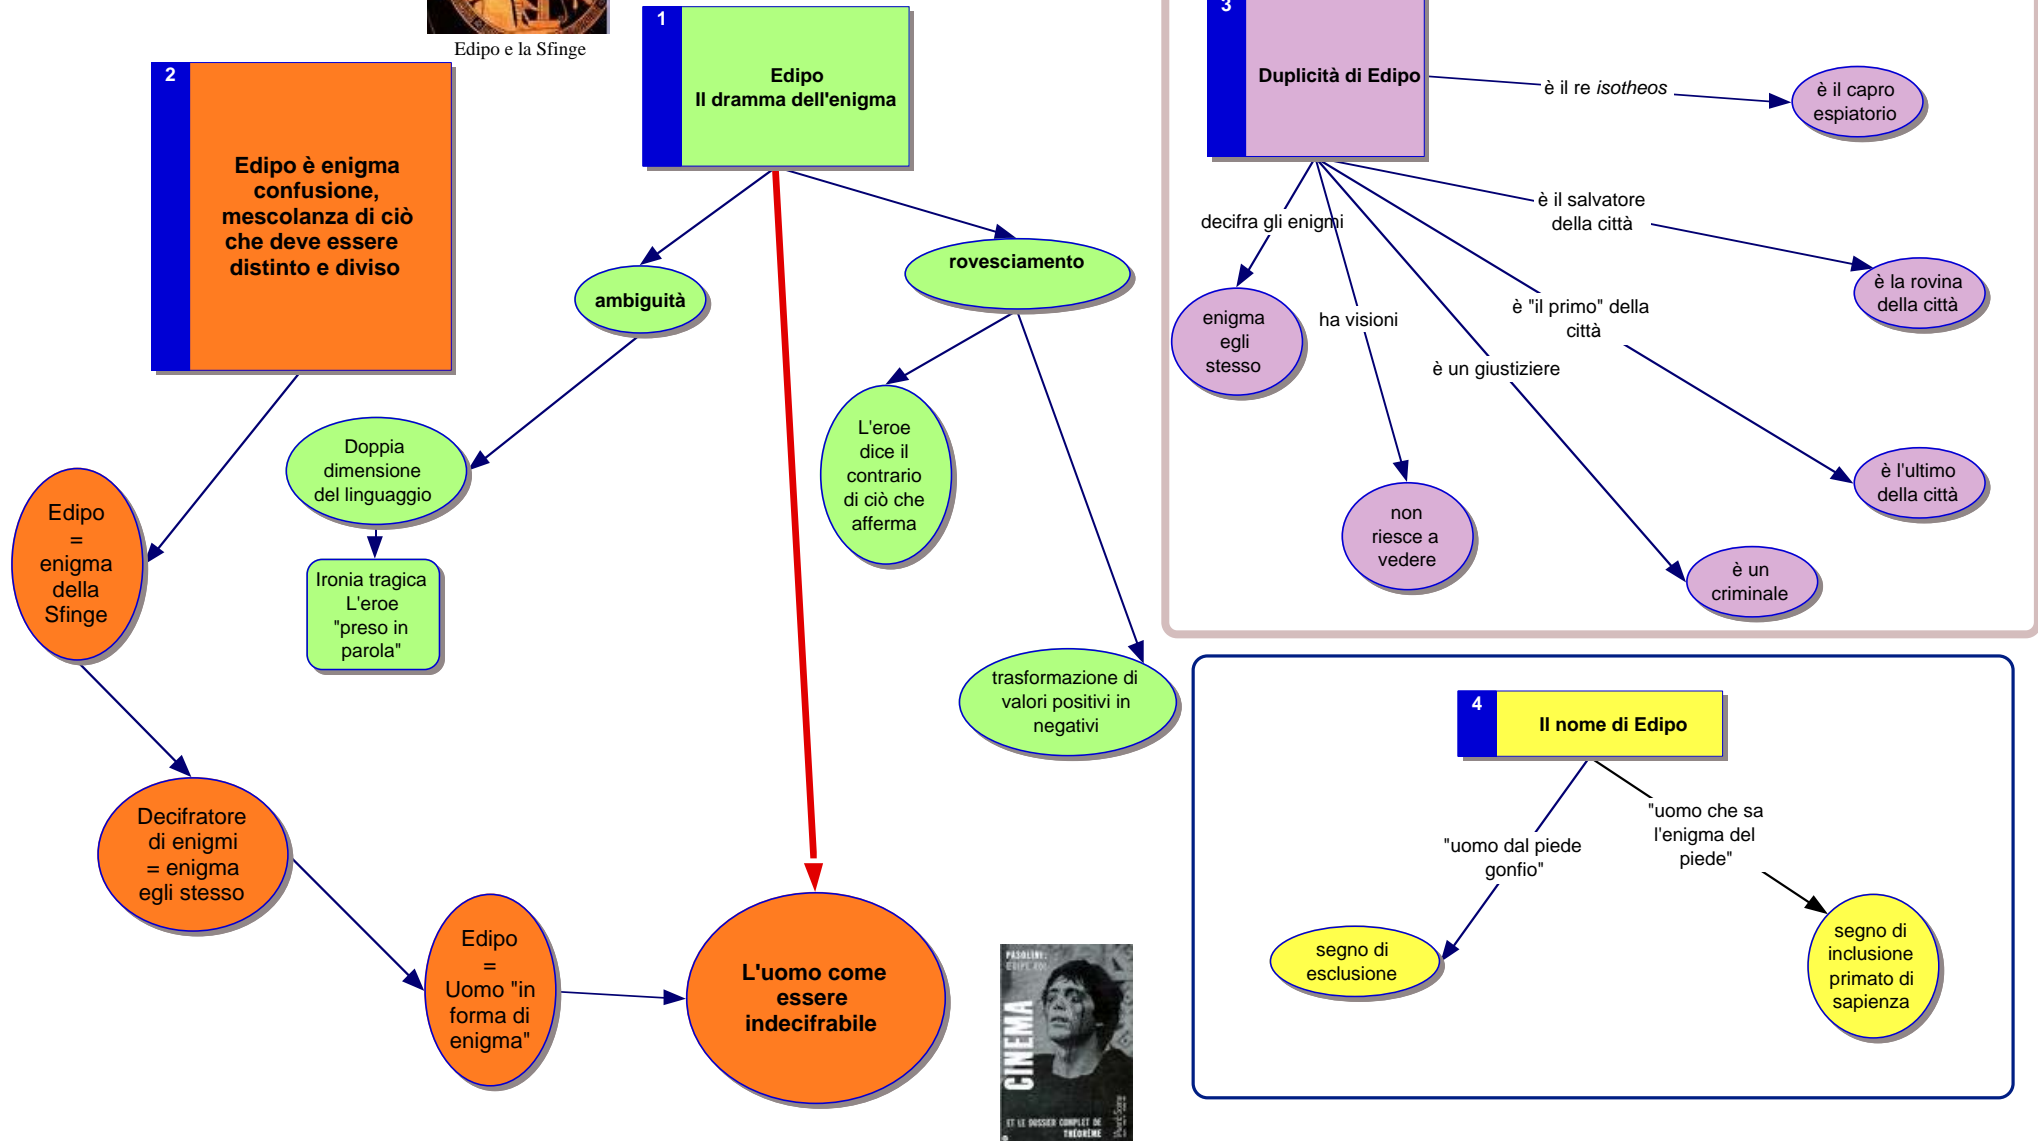 Edipo e la Sfinge
1
Edipo
Il dramma dell'enigma
ambiguità
rovesciamento
Doppia
dimensione
del linguaggio
Ironia tragica
L'eroe
"preso in
parola"
L'eroe
dice il
contrario
di ciò che
afferma
trasformazione di
valori positivi in
negativi
2
Edipo è enigma
confusione,
mescolanza di ciò
che deve essere
distinto e diviso
Edipo
=
enigma
della
Sfinge
Decifratore
di enigmi
= enigma
egli stesso
Edipo
=
Uomo "in
forma di
enigma"
L'uomo come
essere
indecifrabile
3
Duplicità di Edipo
è il re isotheos
è il capro
espiatorio
è il salvatore
della città
è la rovina
della città
è "il primo" della
città
è l'ultimo
della città
è un giustiziere
è un
criminale
ha visioni
non
riesce a
vedere
decifra gli enigmi
enigma
egli
stesso
4
Il nome di Edipo
"uomo dal piede
gonfio"
segno di
esclusione
"uomo che sa
l'enigma del
piede"
segno di
inclusione
primato di
sapienza
PASOLINI:
CINEMA
ET LE DOSSIER COMPLET DE
THÉORÈME